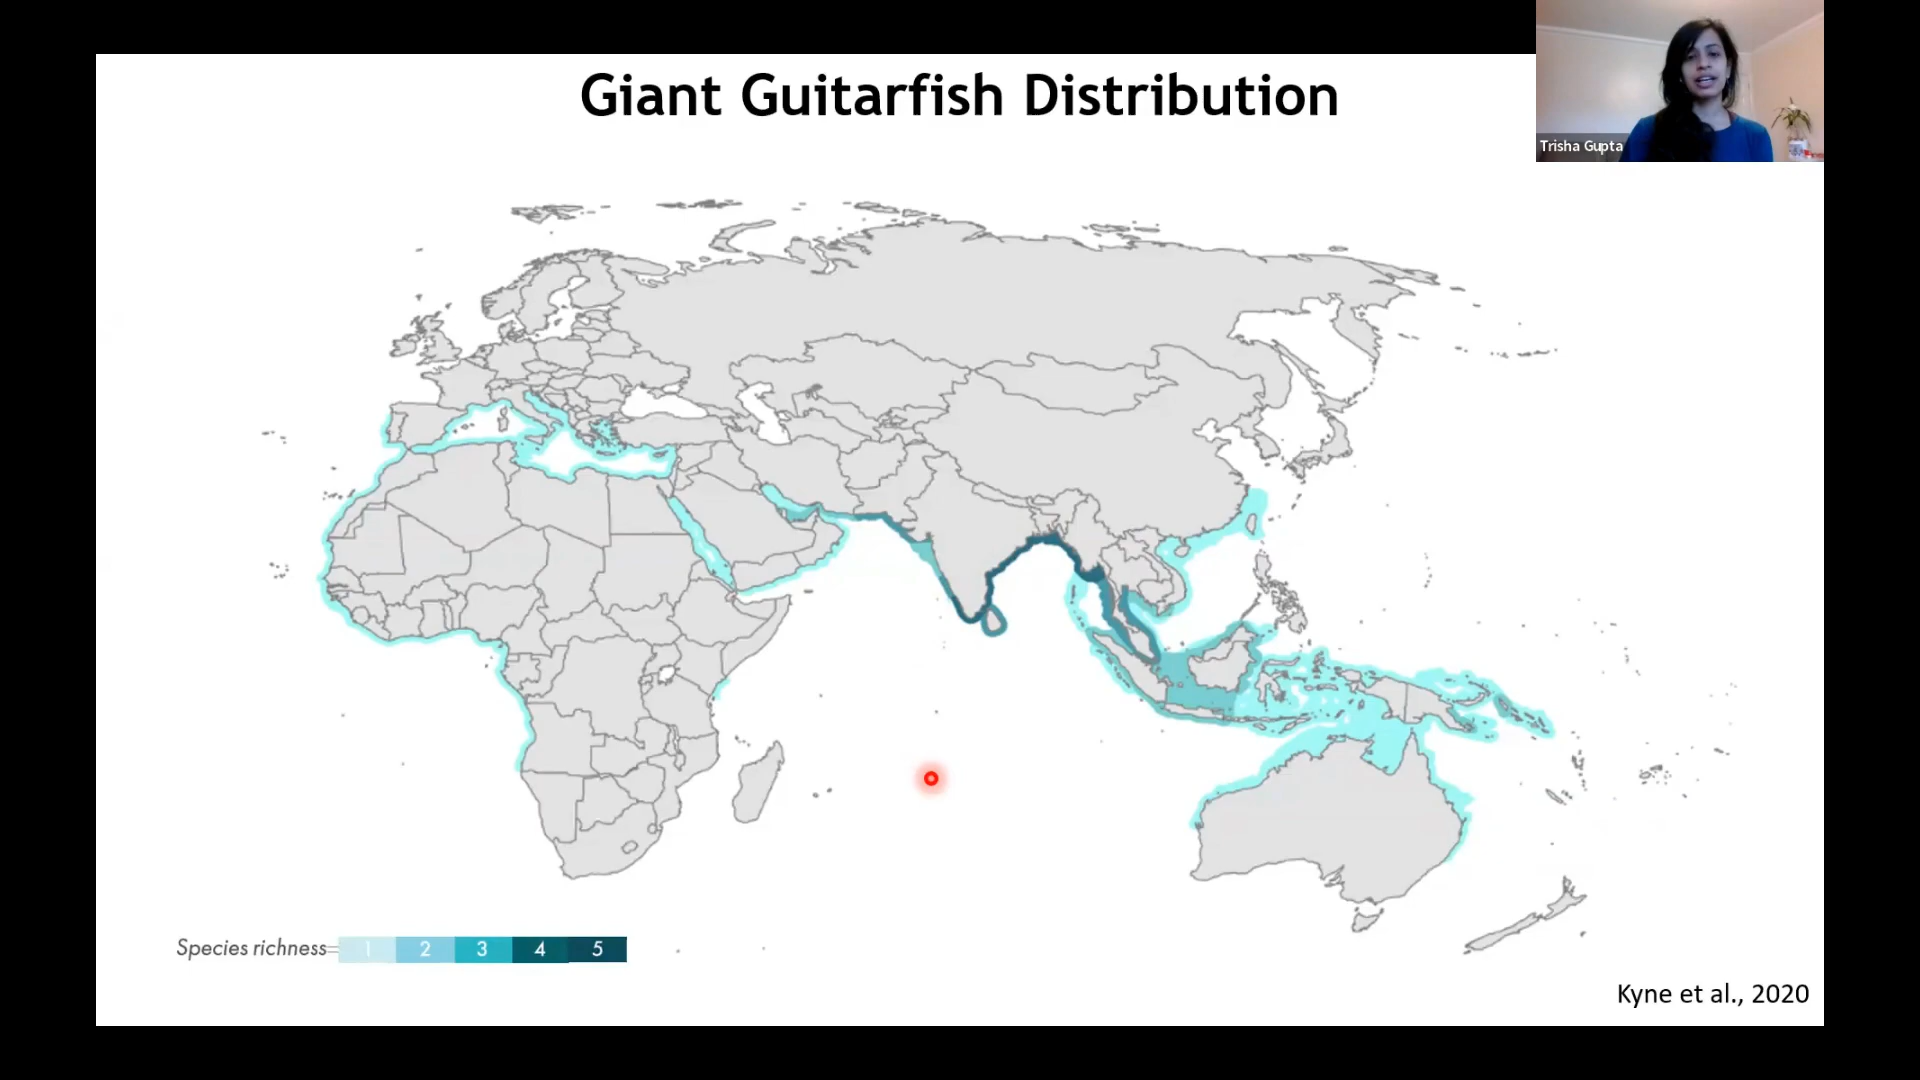 Giant Guitarfish Distribution
Trisha Gupta
Species richness
1 2 3 4 5
Kyne et al., 2020